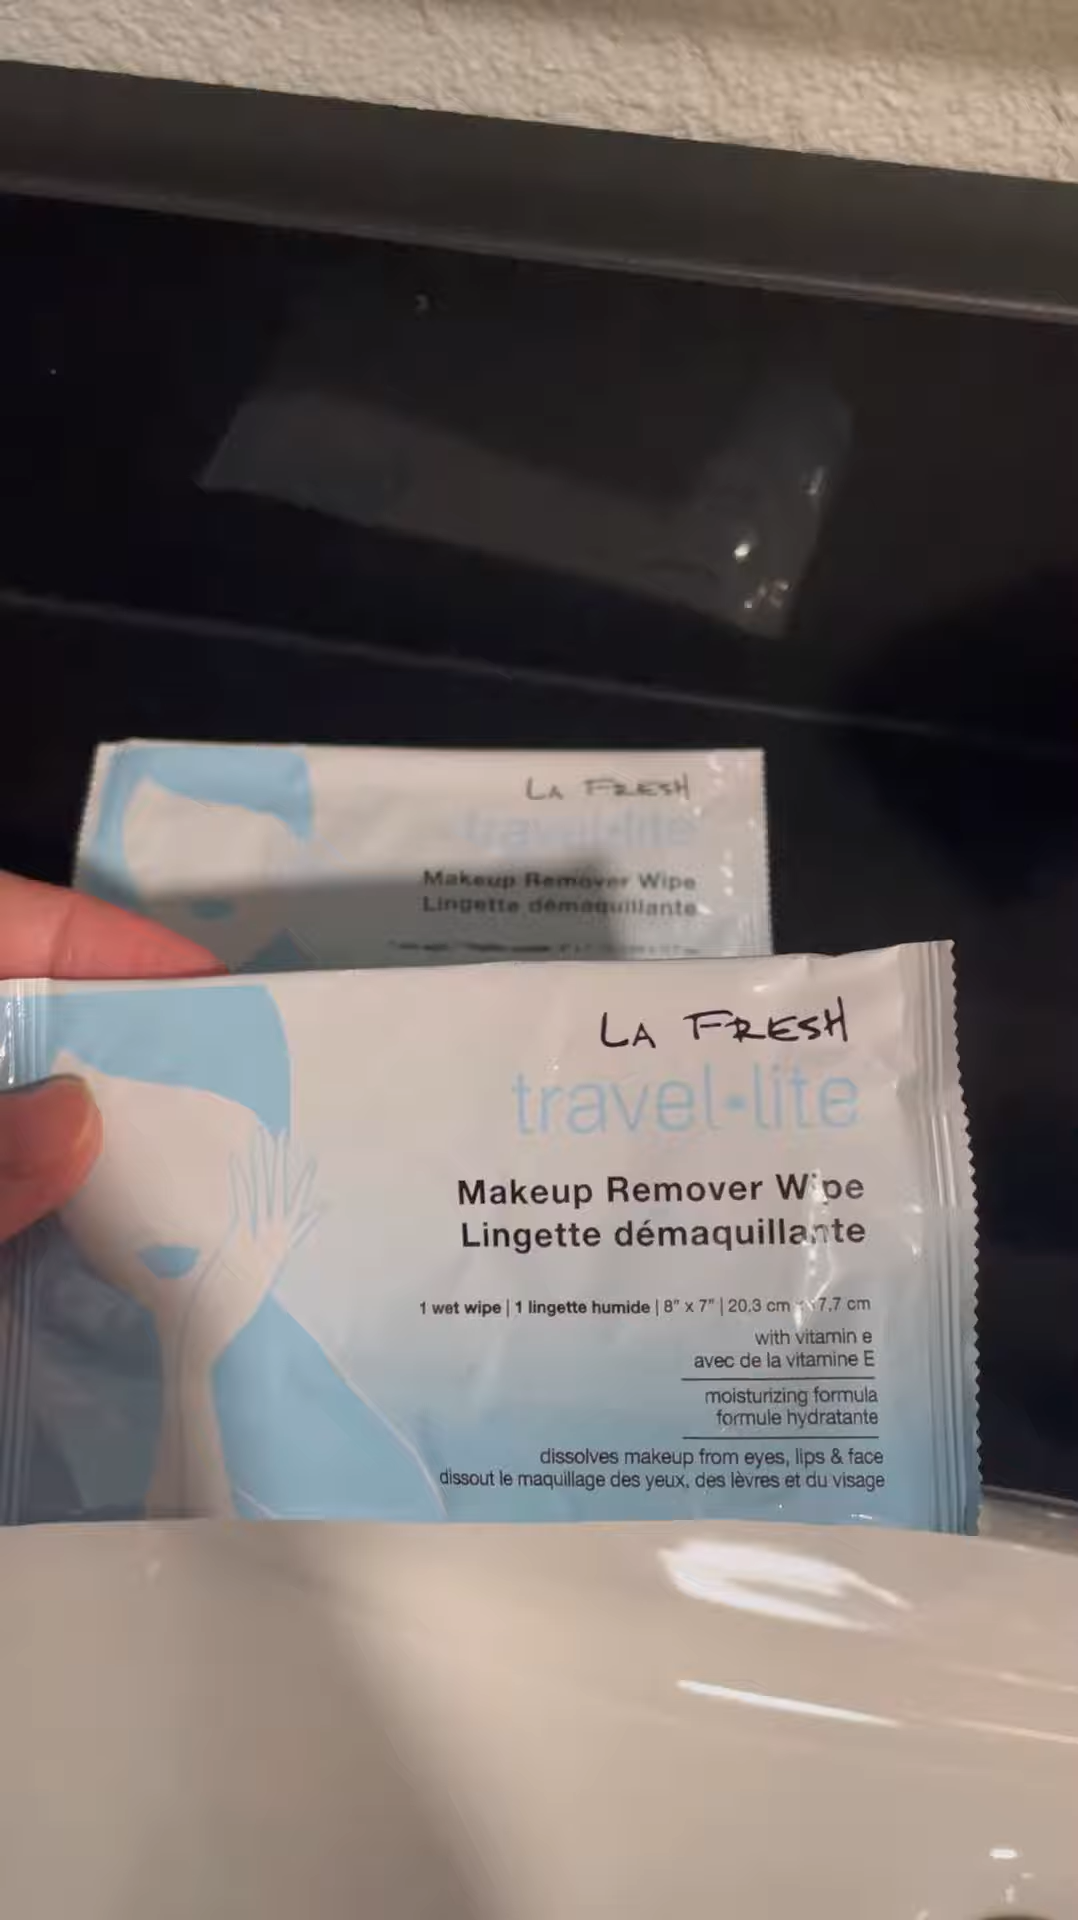 LA FRESH
travel·lite
Makeup Remover Wipe
Lingette démaquillante
LA FRESH
travel·lite
Makeup Remover Wipe
Lingette démaquillante
1 wet wipe | 1 lingette humide | 8" x 7" | 20,3 cm 7,7 cm
with vitamin e
avec de la vitamine E
moisturizing formula
formule hydratante
dissolves makeup from eyes, lips & face
dissout le maquillage des yeux, des lèvres et du visage